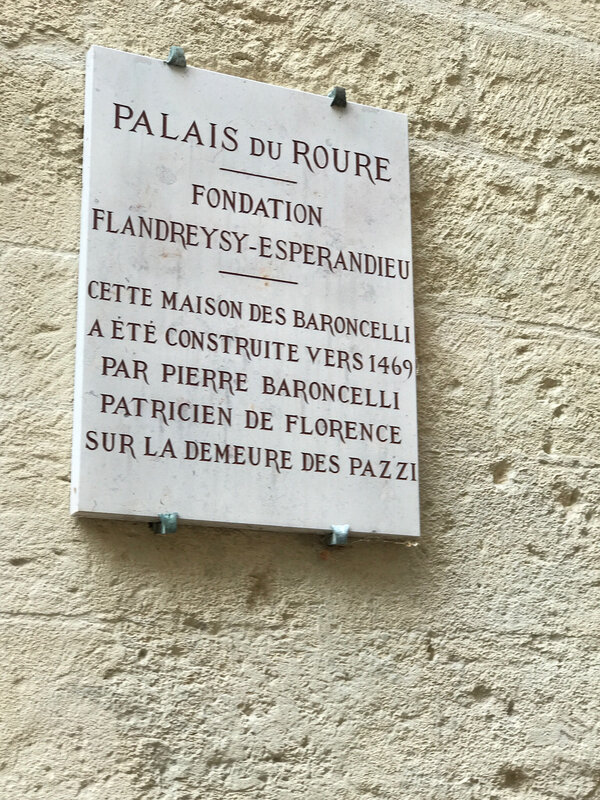 PALAIS DU ROURE
FONDATION
FLANDREYSY-ESPERANDIEU
CETTE MAISON DES BARONCELLI
A ÉTÉ CONSTRUITE VERS 1469
PAR PIERRE BARONCELLI
PATRICIEN DE FLORENCE
SUR LA DEMEURE DES PAZZI